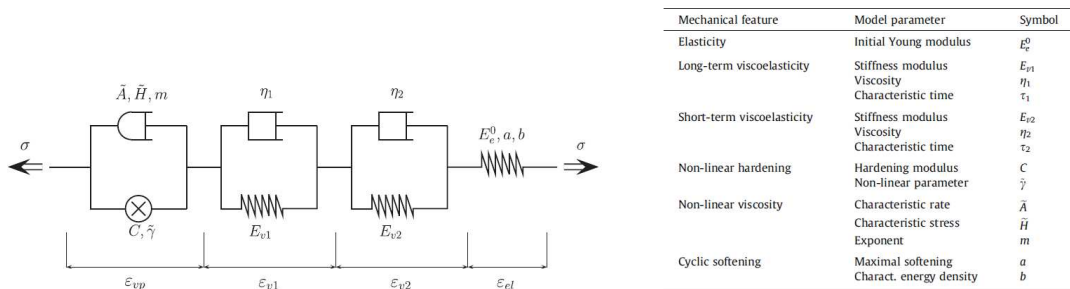 Ã, H̃, m
η₁
η₂
E⁰ₑ, a, b
σ
σ
C, γ̃
Eᵥ₁
Eᵥ₂
εᵥₚ
εᵥ₁
εᵥ₂
εₑₗ
Mechanical feature Model parameter Symbol
Elasticity Initial Young modulus E⁰ₑ
Long-term viscoelasticity Stiffness modulus Eᵥ₁
Viscosity η₁
Characteristic time τ₁
Short-term viscoelasticity Stiffness modulus Eᵥ₂
Viscosity η₂
Characteristic time τ₂
Non-linear hardening Hardening modulus C
Non-linear parameter γ̃
Non-linear viscosity Characteristic rate Ã
Characteristic stress H̃
Exponent m
Cyclic softening Maximal softening a
Charact. energy density b